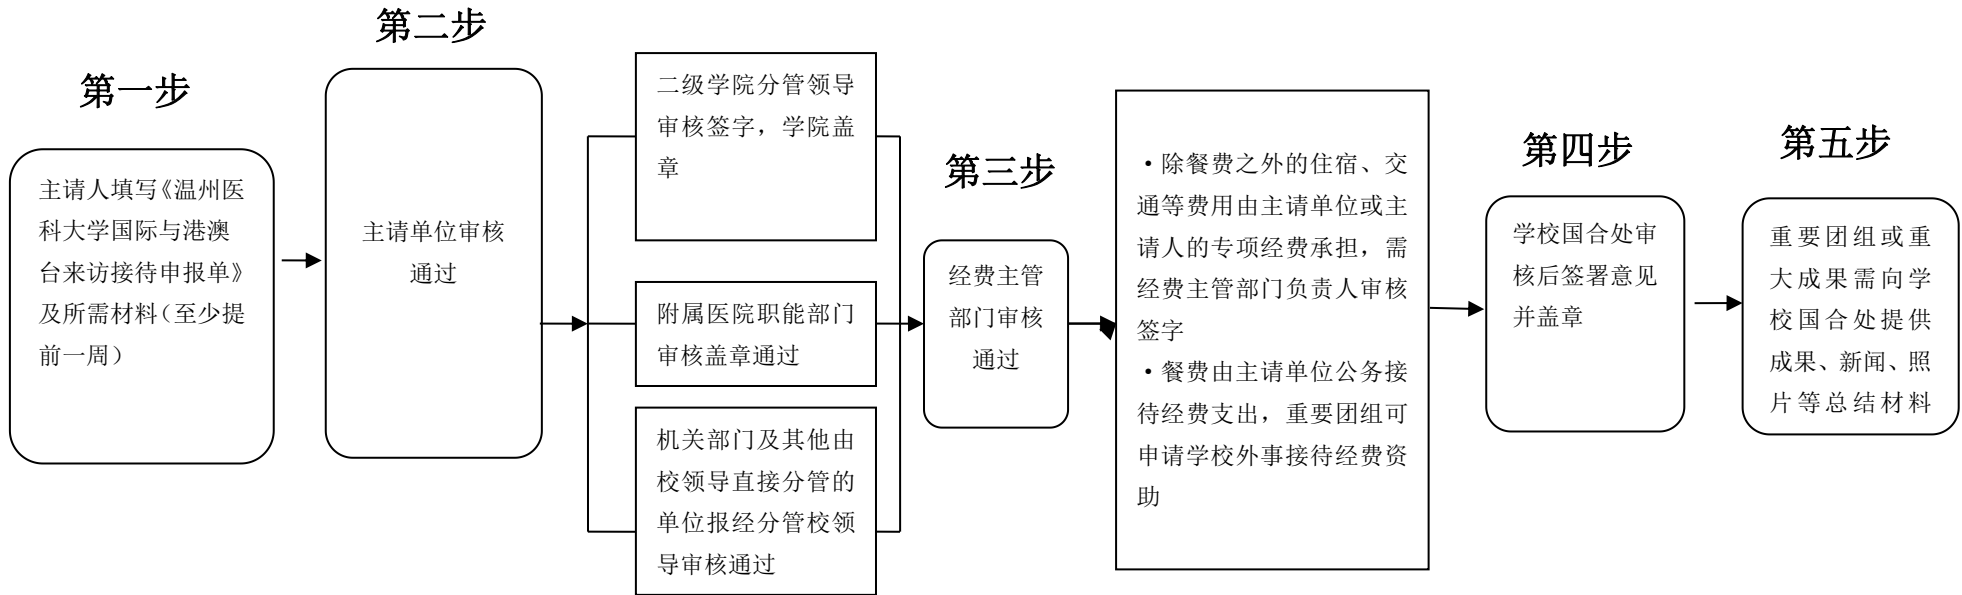 第一步
主请人填写《温州医
科大学国际与港澳
台来访接待申报单》
及所需材料（至少提
前一周）
第二步
主请单位审核
通过
二级学院分管领导
审核签字，学院盖
章
附属医院职能部门
审核盖章通过
机关部门及其他由
校领导直接分管的
单位报经分管校领
导审核通过
第三步
经费主管
部门审核
通过
·除餐费之外的住宿、交
通等费用由主请单位或主
请人的专项经费承担，需
经费主管部门负责人审核
签字
·餐费由主请单位公务接
待经费支出，重要团组可
申请学校外事接待经费资
助
第四步
学校国合处审
核后签署意见
并盖章
第五步
重要团组或重
大成果需向学
校国合处提供
成果、新闻、照
片等总结材料